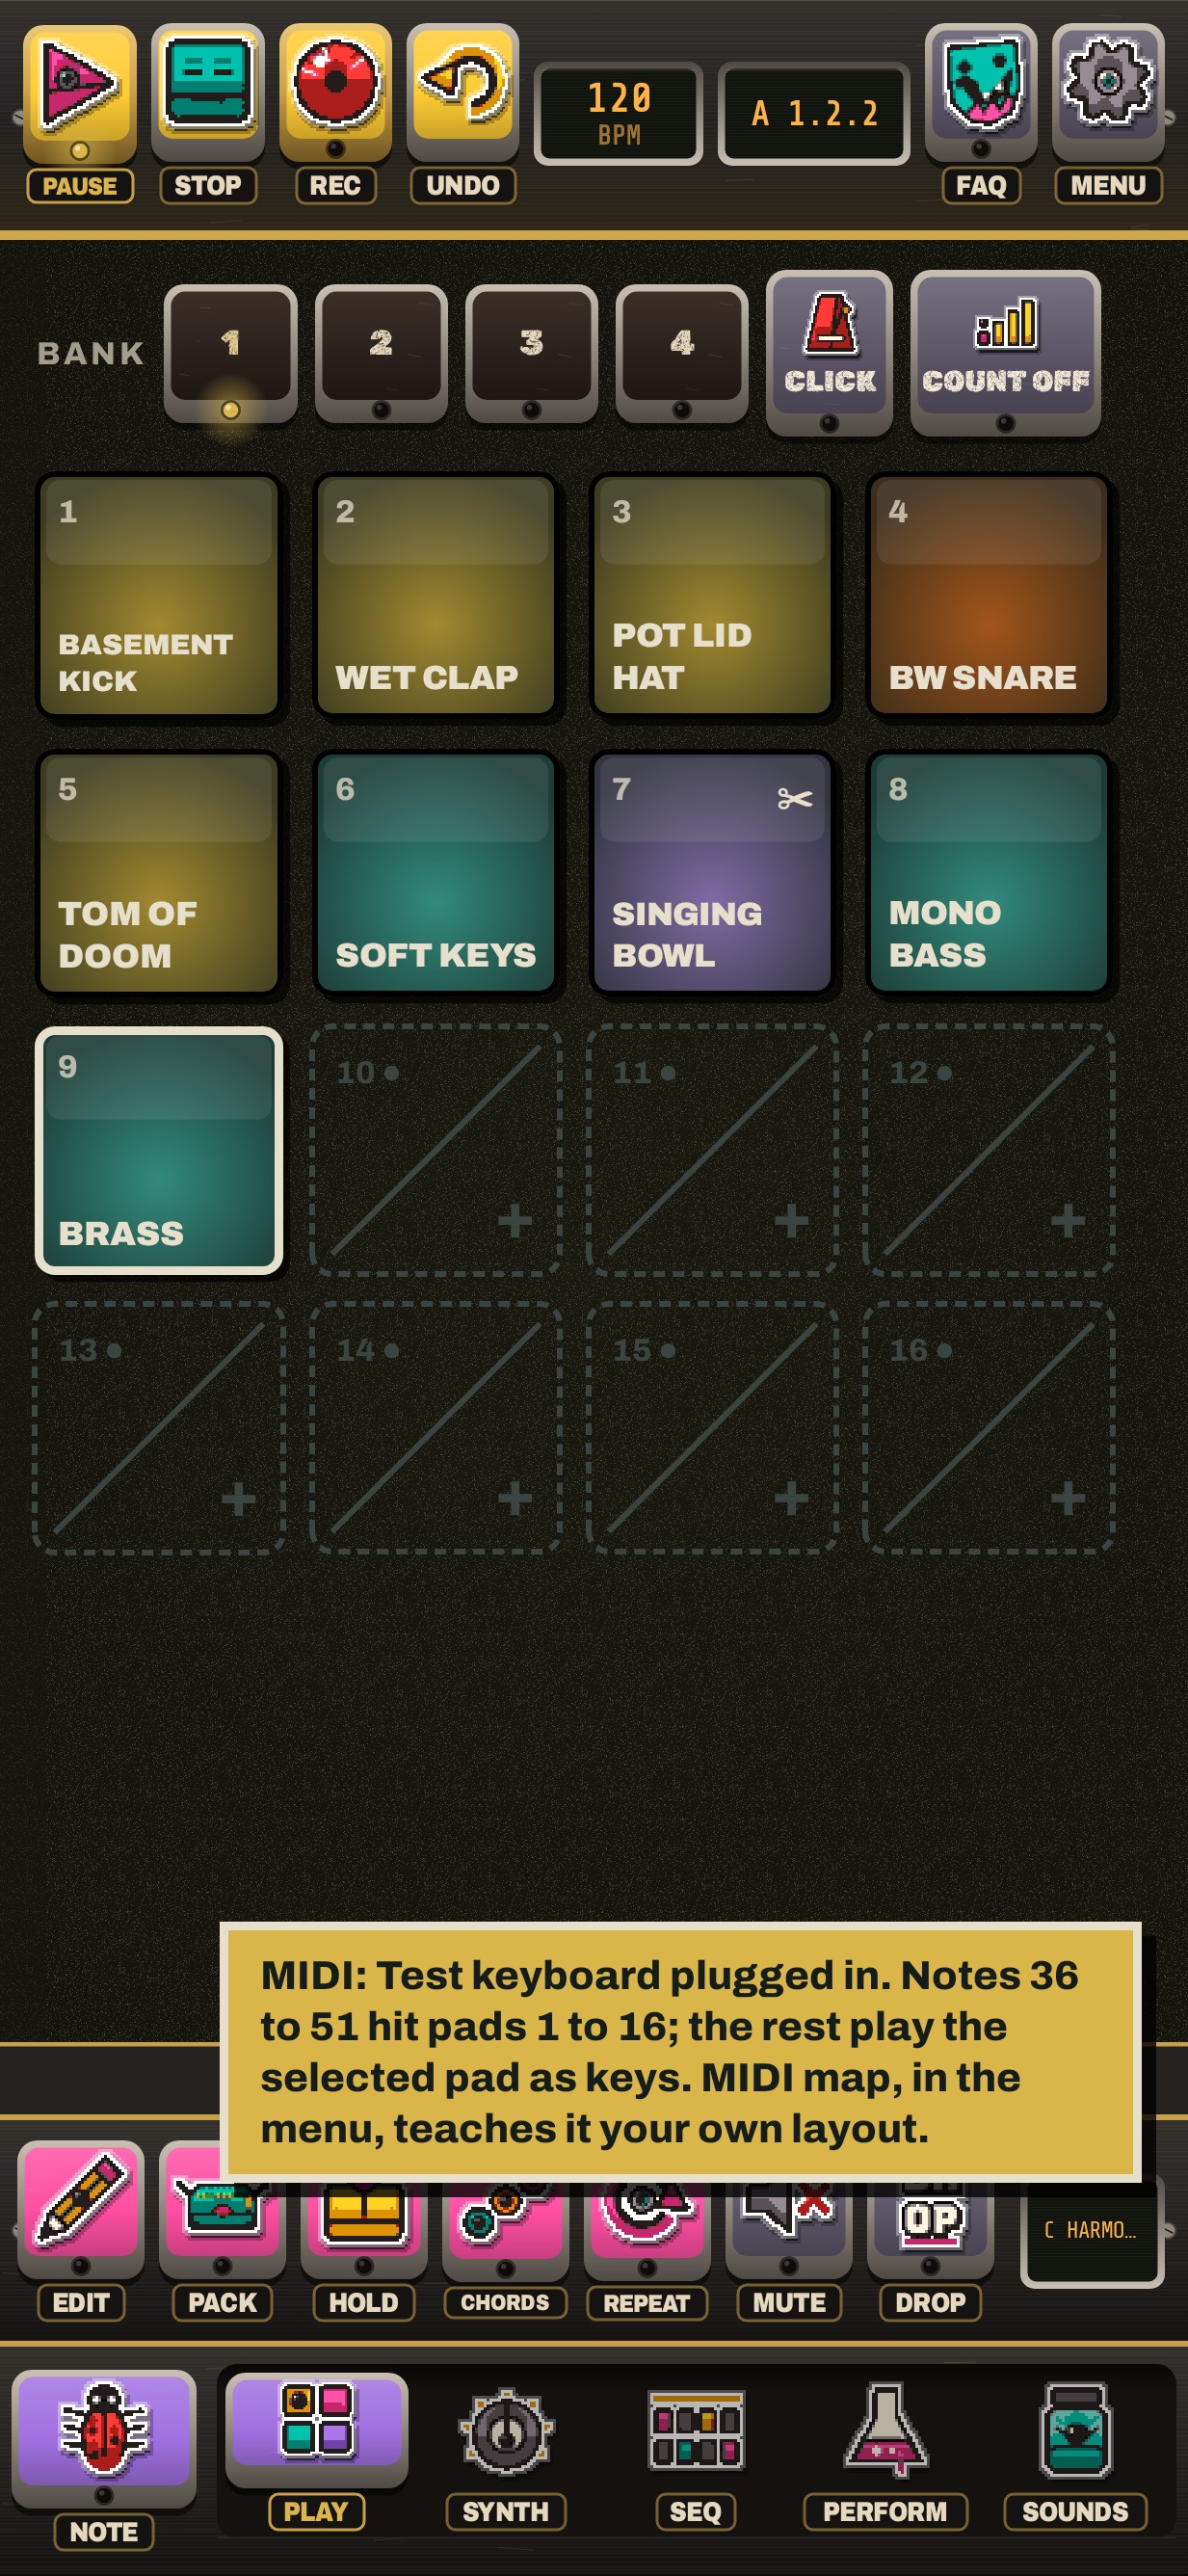 120
BPM
A 1.2.2
PAUSE
STOP
REC
UNDO
FAQ
MENU
BANK
1
2
3
4
CLICK
COUNT OFF
1
BASEMENT
KICK
2
WET CLAP
3
POT LID
HAT
4
BW SNARE
5
TOM OF
DOOM
6
SOFT KEYS
7
SINGING
BOWL
8
MONO
BASS
9
BRASS
10
11
12
13
14
15
16
MIDI: Test keyboard plugged in. Notes 36
to 51 hit pads 1 to 16; the rest play the
selected pad as keys. MIDI map, in the
menu, teaches it your own layout.
OP
C HARMO…
EDIT
PACK
HOLD
CHORDS
REPEAT
MUTE
DROP
NOTE
PLAY
SYNTH
SEQ
PERFORM
SOUNDS